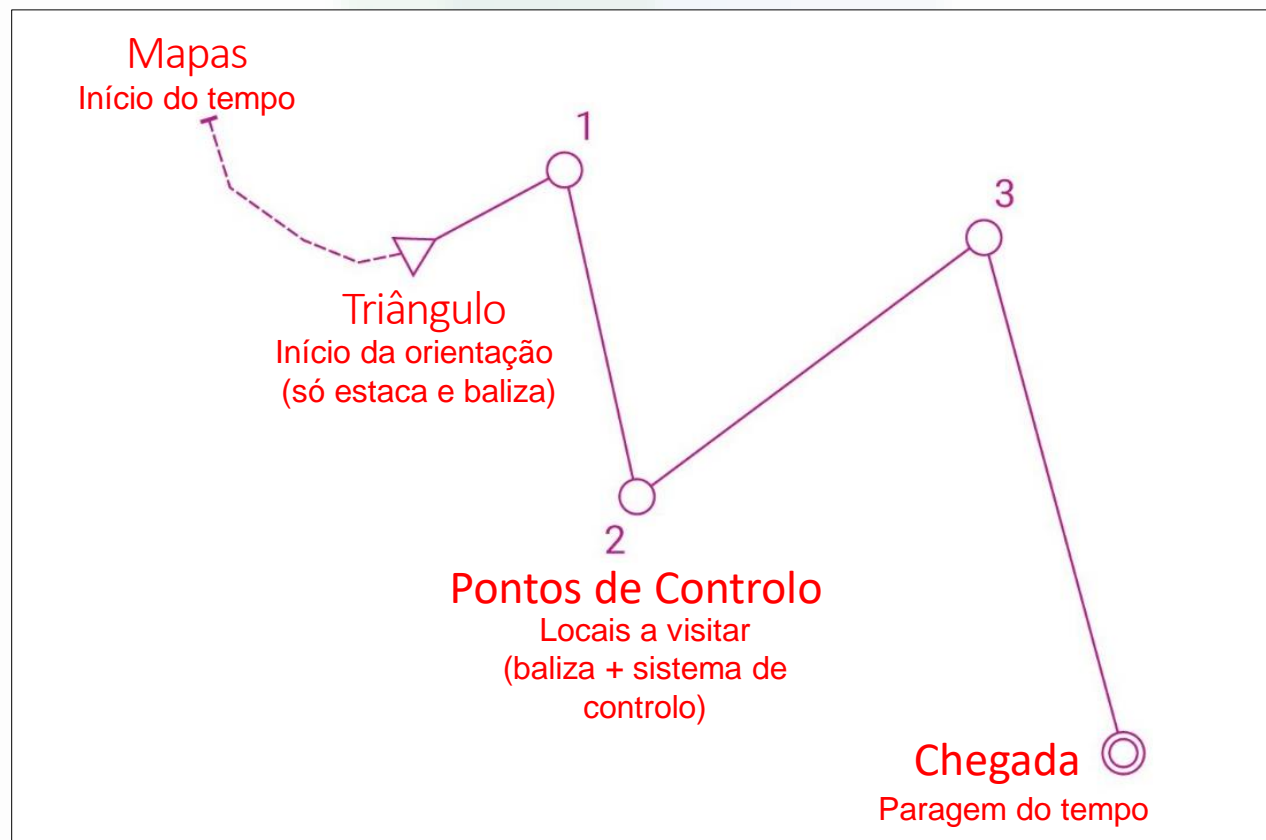 Mapas
Início do tempo
1
3
Triângulo
Início da orientação
(só estaca e baliza)
2
Pontos de Controlo
Locais a visitar
(baliza + sistema de
controlo)
Chegada
Paragem do tempo